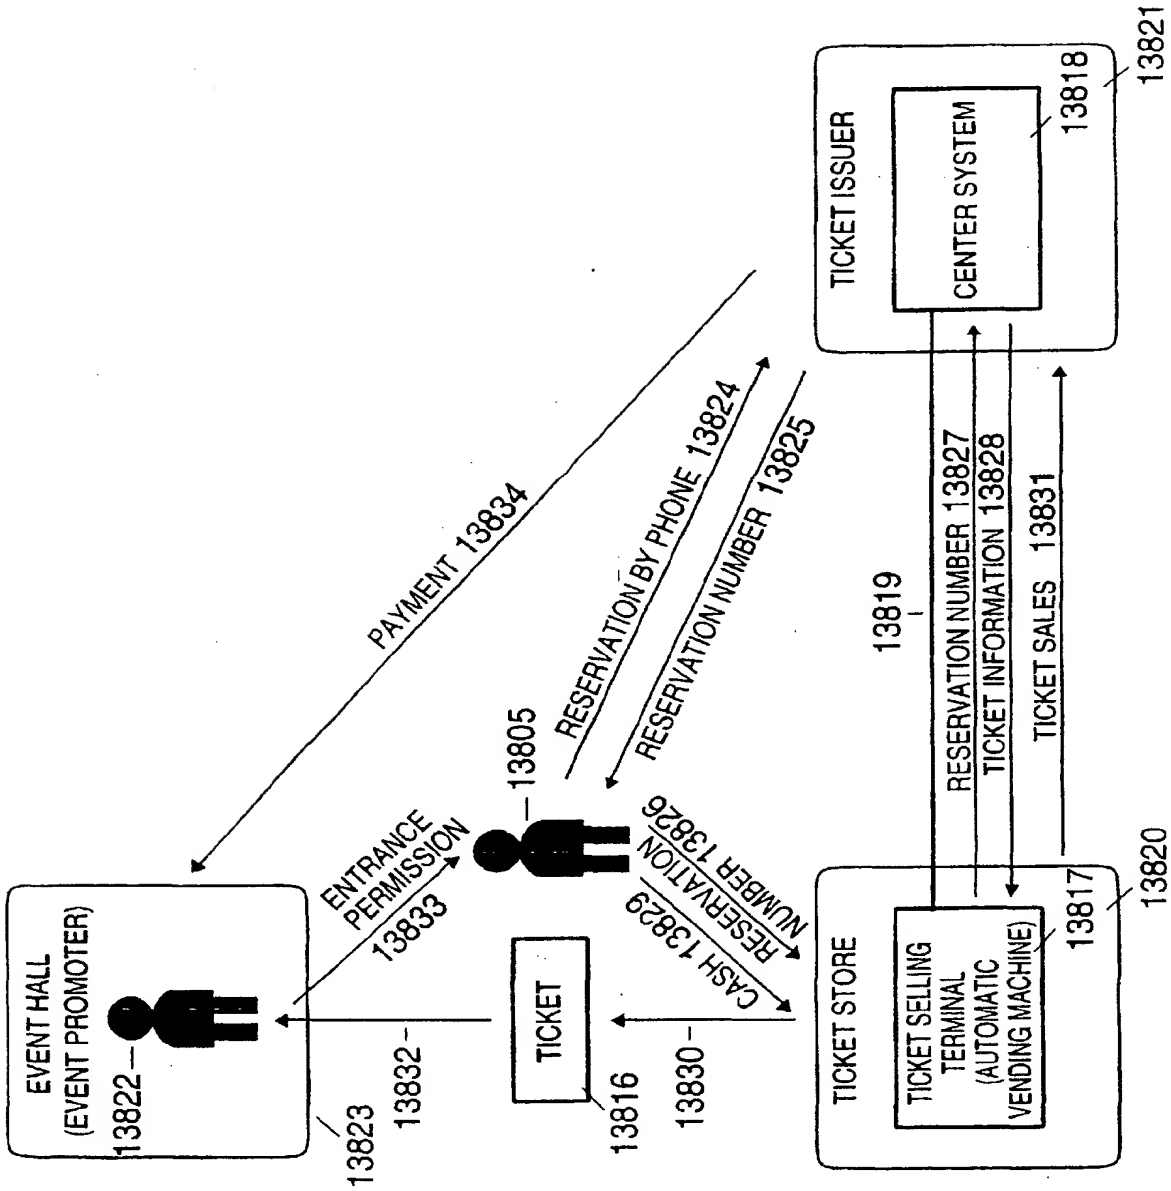 EVENT HALL
(EVENT PROMOTER)
13822
13823
PAYMENT 13834
ENTRANCE
PERMISSION
13833
13832
13805
RESERVATION BY PHONE 13824
RESERVATION NUMBER 13825
TICKET
13816
13830
CASH 13829
RESERVATION
NUMBER 13826
TICKET ISSUER
CENTER SYSTEM
13818
13821
13819
RESERVATION NUMBER 13827
TICKET INFORMATION 13828
TICKET SALES 13831
TICKET STORE
TICKET SELLING
TERMINAL
(AUTOMATIC
VENDING MACHINE)
13817
13820